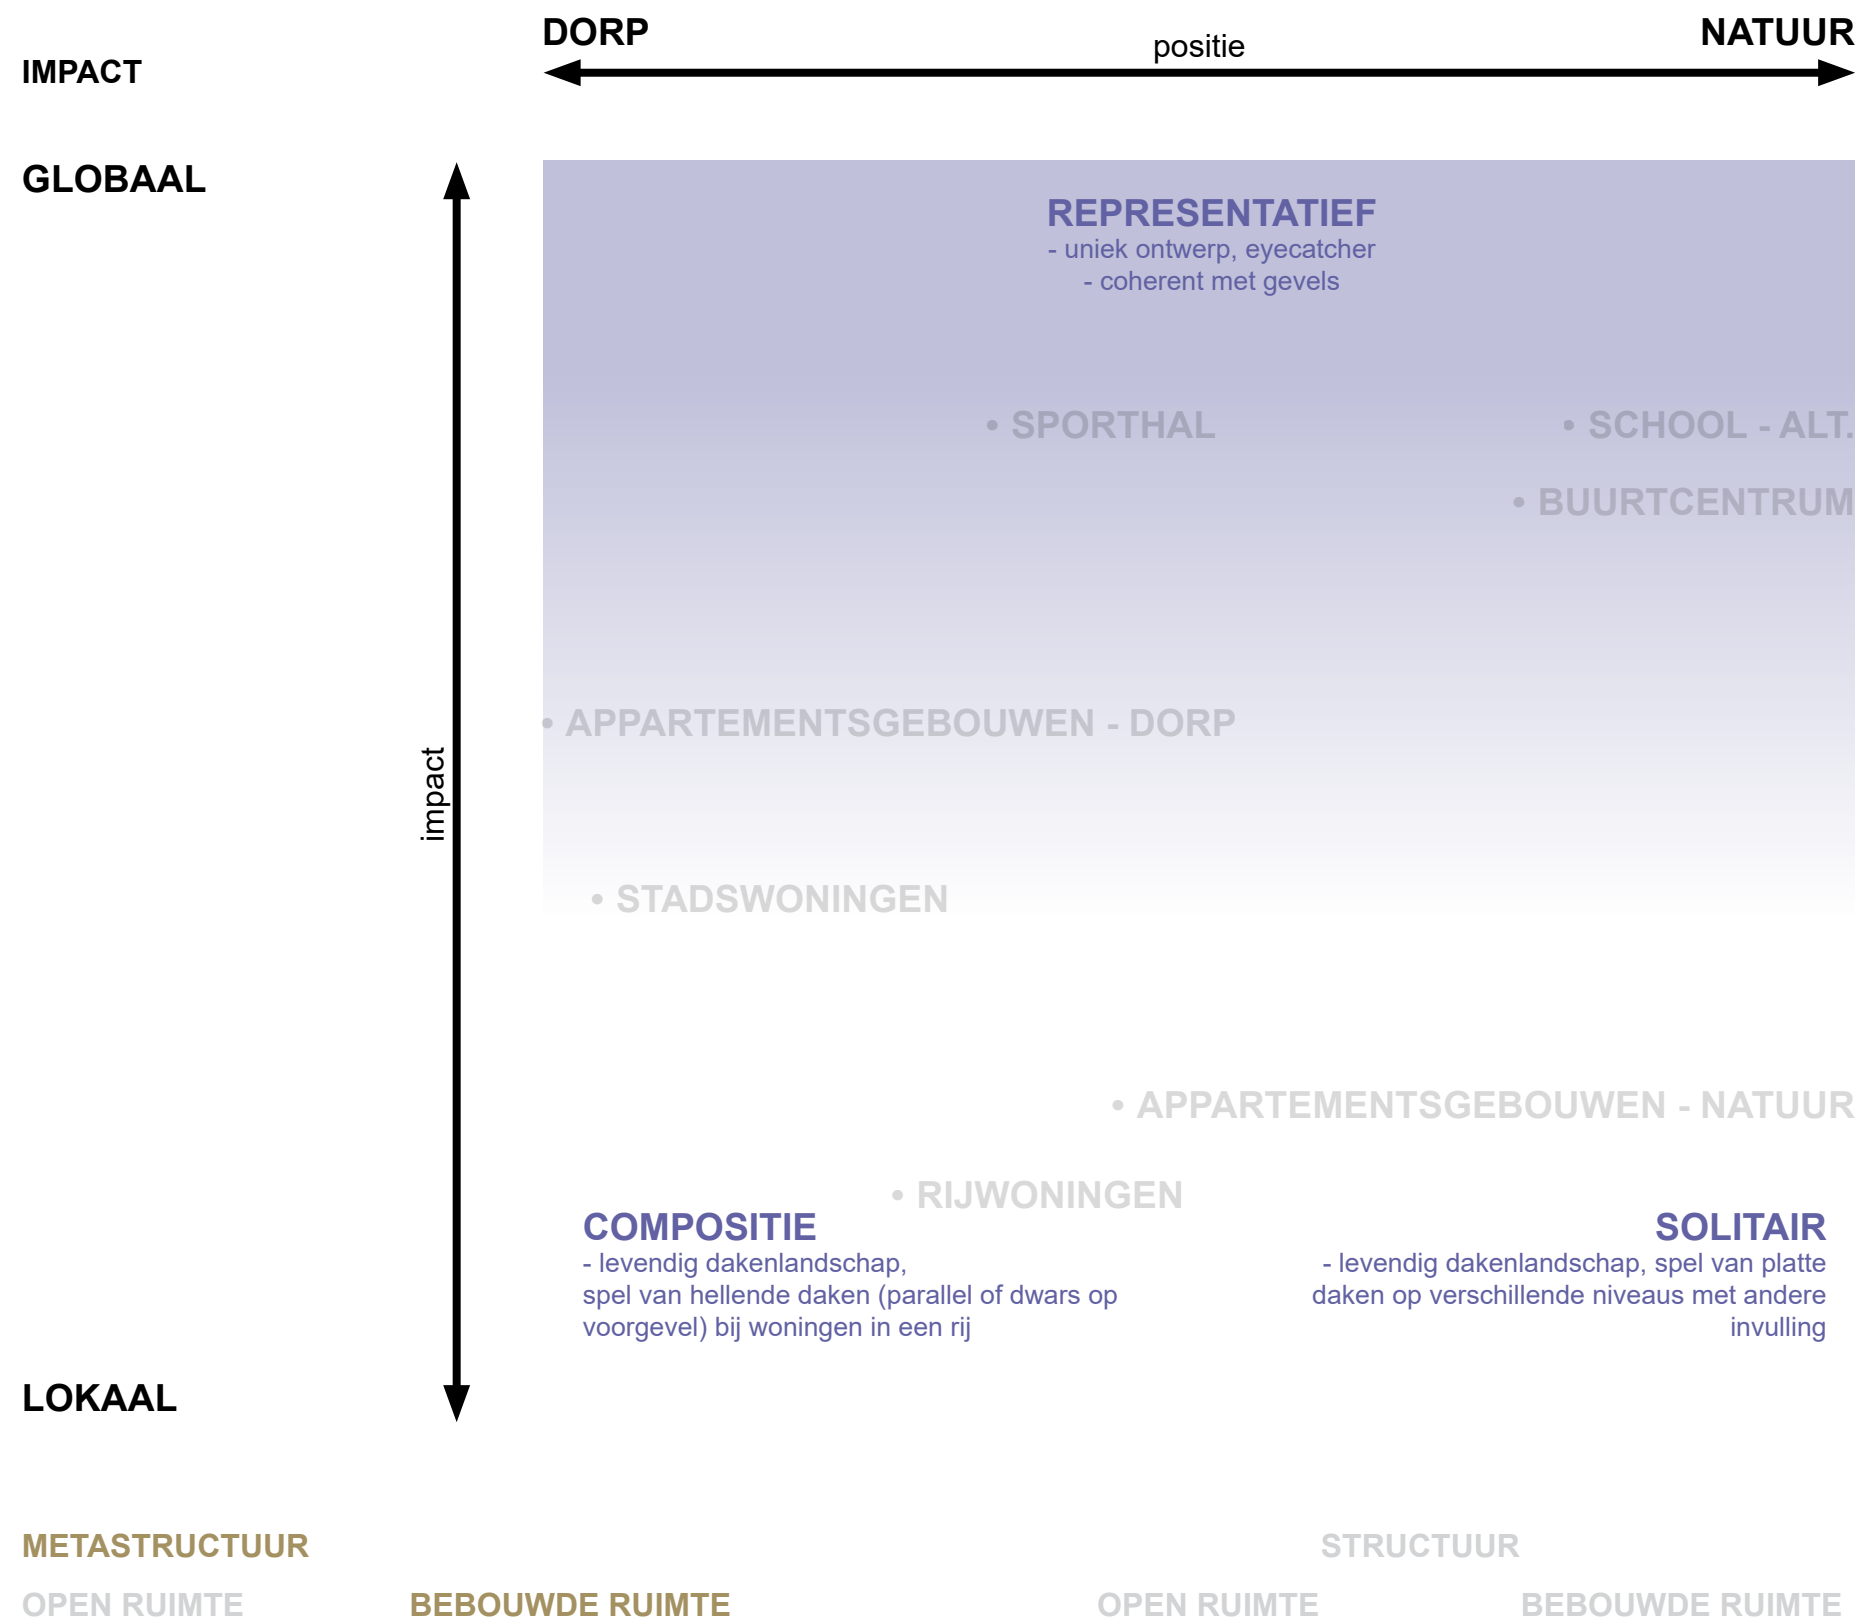 DORP
NATUUR
positie
IMPACT
GLOBAAL
REPRESENTATIEF
- uniek ontwerp, eyecatcher
- coherent met gevels
• SPORTHAL
• SCHOOL - ALT.
• BUURTCENTRUM
• APPARTEMENTSGEBOUWEN - DORP
impact
• STADSWONINGEN
• APPARTEMENTSGEBOUWEN - NATUUR
• RIJWONINGEN
COMPOSITIE
- levendig dakenlandschap,
spel van hellende daken (parallel of dwars op
voorgevel) bij woningen in een rij
SOLITAIR
- levendig dakenlandschap, spel van platte
daken op verschillende niveaus met andere
invulling
LOKAAL
METASTRUCTUUR
STRUCTUUR
OPEN RUIMTE
BEBOUWDE RUIMTE
OPEN RUIMTE
BEBOUWDE RUIMTE